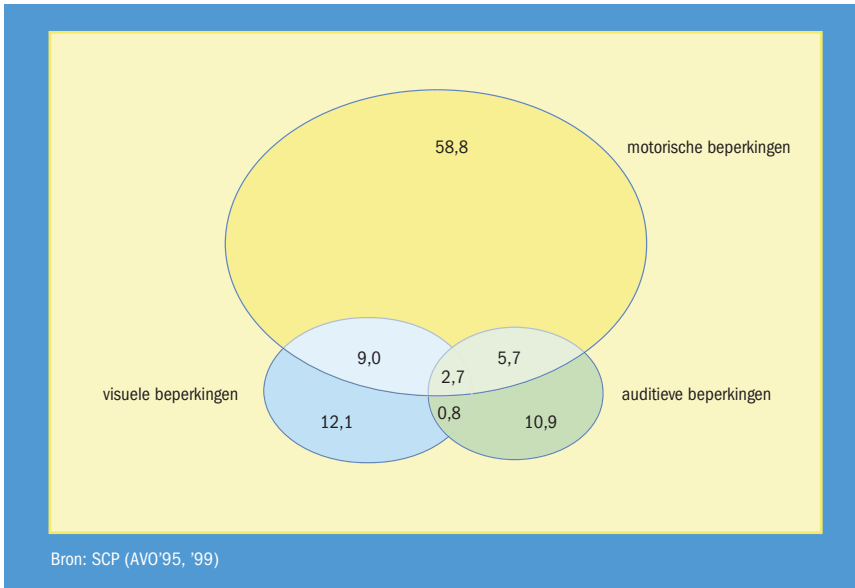 58,8
motorische beperkingen
9,0
5,7
2,7
visuele beperkingen
auditieve beperkingen
0,8
12,1
10,9
Bron: SCP (AVO'95, '99)